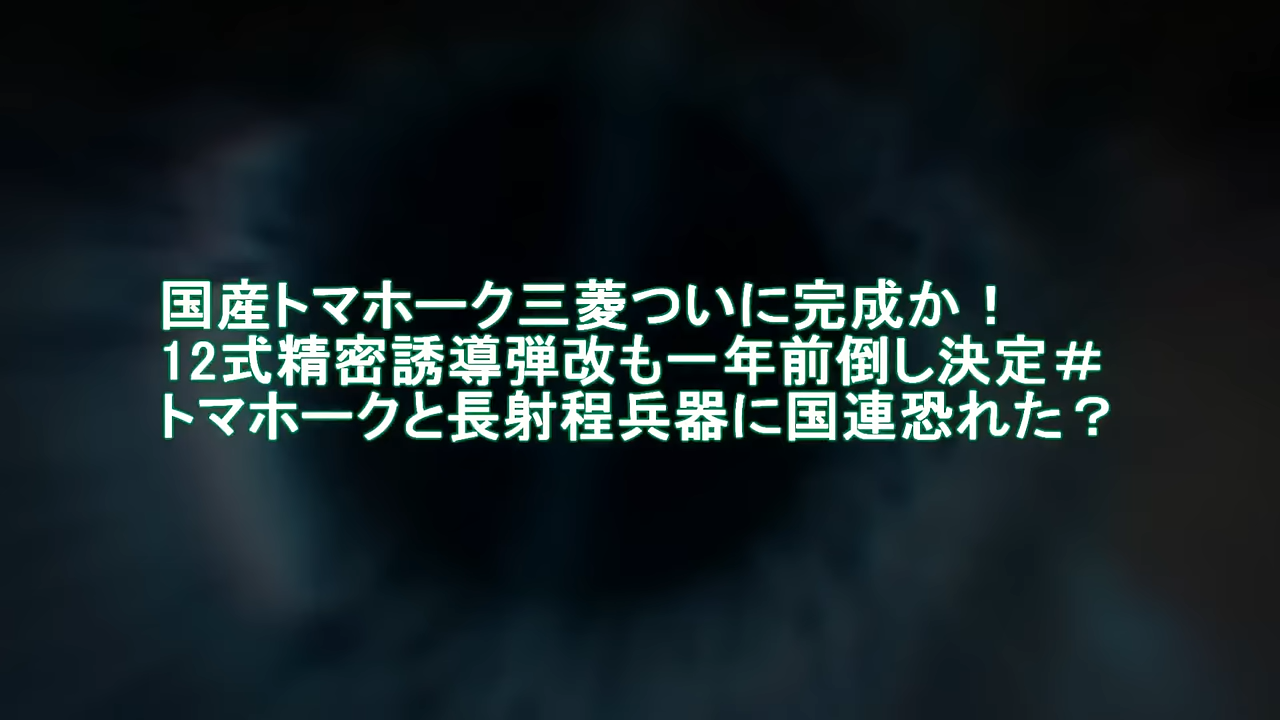 国産トマホーク三菱ついに完成か！
12式精密誘導弾改も一年前倒し決定＃
トマホークと長射程兵器に国連恐れた？